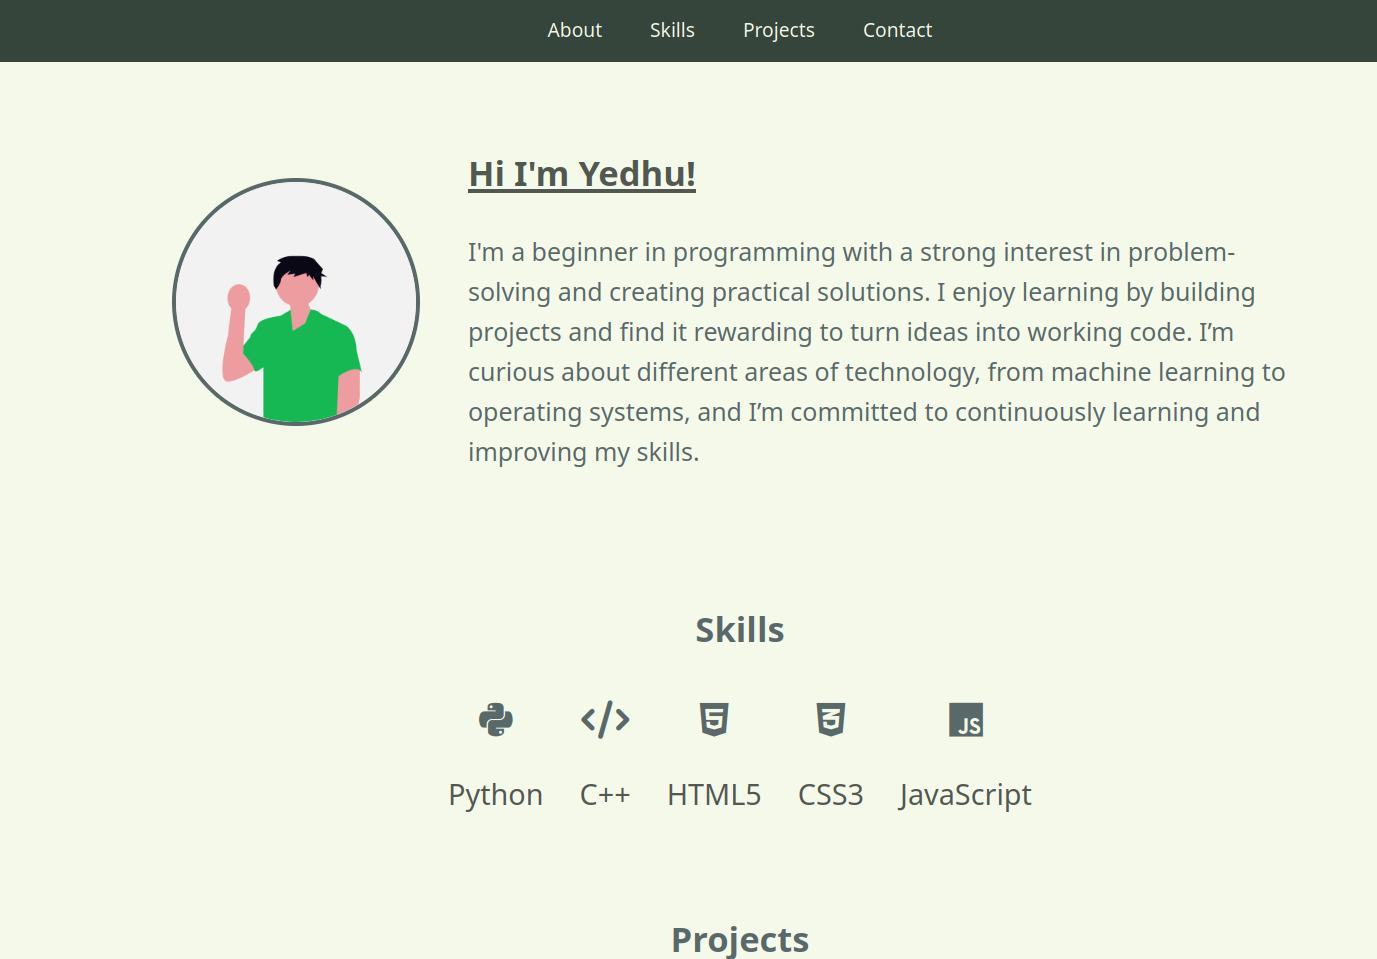 About Skills Projects Contact
Hi I'm Yedhu!
I'm a beginner in programming with a strong interest in problem-
solving and creating practical solutions. I enjoy learning by building
projects and find it rewarding to turn ideas into working code. I’m
curious about different areas of technology, from machine learning to
operating systems, and I’m committed to continuously learning and
improving my skills.
Skills
</>
5
3
JS
Python C++ HTML5 CSS3 JavaScript
Projects